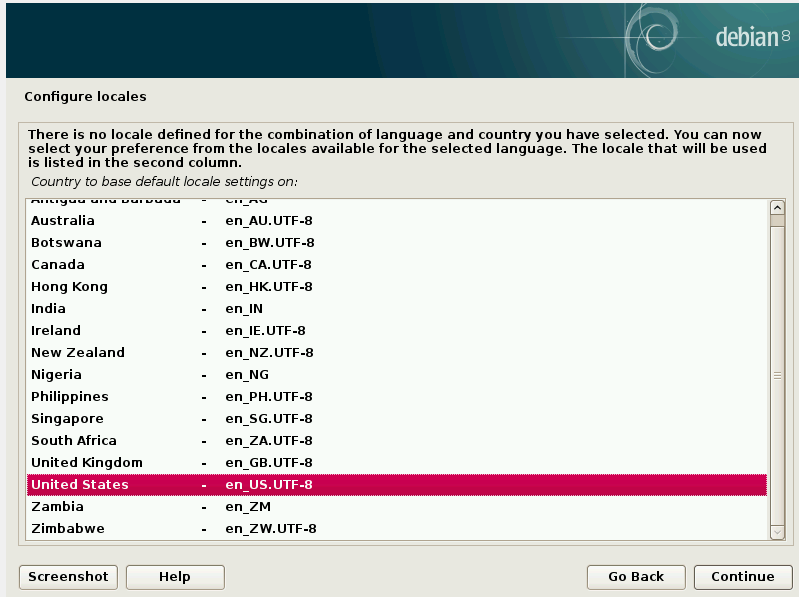 debian 8
Configure locales
There is no locale defined for the combination of language and country you have selected. You can now
select your preference from the locales available for the selected language. The locale that will be used
is listed in the second column.
Country to base default locale settings on:
Antigua and Barbuda - en_AG
Australia - en_AU.UTF-8
Botswana - en_BW.UTF-8
Canada - en_CA.UTF-8
Hong Kong - en_HK.UTF-8
India - en_IN
Ireland - en_IE.UTF-8
New Zealand - en_NZ.UTF-8
Nigeria - en_NG
Philippines - en_PH.UTF-8
Singapore - en_SG.UTF-8
South Africa - en_ZA.UTF-8
United Kingdom - en_GB.UTF-8
United States - en_US.UTF-8
Zambia - en_ZM
Zimbabwe - en_ZW.UTF-8
Screenshot Help Go Back Continue